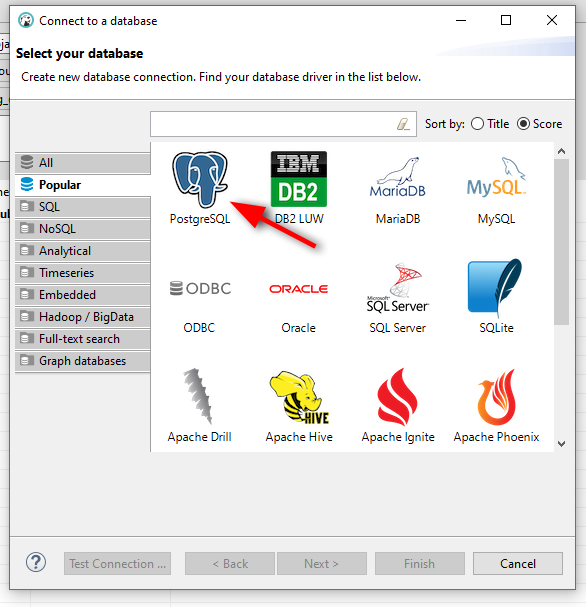 Connect to a database
Select your database
Create new database connection. Find your database driver in the list below.
Sort by: Title Score
All
Popular
SQL
NoSQL
Analytical
Timeseries
Embedded
Hadoop / BigData
Full-text search
Graph databases
IBM
DB2
MariaDB
MySQL
PostgreSQL DB2 LUW MariaDB MySQL
ODBC ORACLE Microsoft
SQL Server
ODBC Oracle SQL Server SQLite
HIVE
Apache Drill Apache Hive Apache Ignite Apache Phoenix
? Test Connection ... < Back Next > Finish Cancel